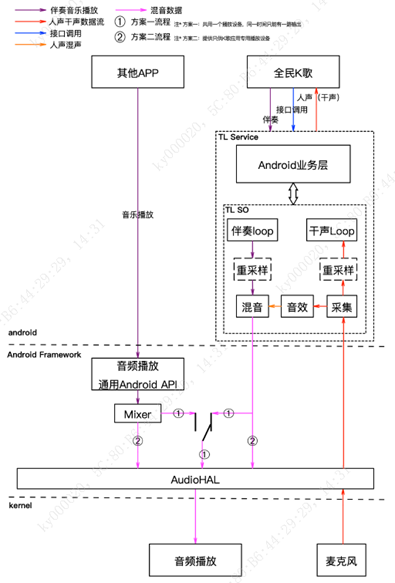 伴奏音乐播放
混音数据
人声干声数据流
① 方案一流程
注* 方案一：共用一个播放设备，同一时间只能有一路输出
接口调用
② 方案二流程
注* 方案二：提供只供K歌应用专用播放设备
人声湿声
其他APP
全民K歌
人声（干声）
接口调用
伴奏
TL Service
Android业务层
音乐播放
TL SO
伴奏loop
干声Loop
重采样
重采样
混音
音效
采集
android
Android Framework
音频播放
通用Android API
Mixer
①
①
②
①
②
AudioHAL
kernel
音频播放
麦克风